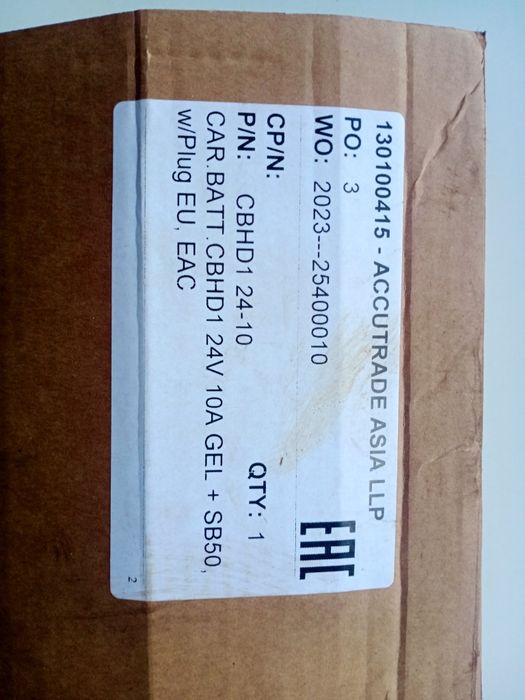 130100415 - ACCUTRADE ASIA LLP
PO: 3
WO: 2023---25400010
EAC
CP/N:
P/N: CBHD1 24-10 QTY: 1
CAR.BATT.CBHD1 24V 10A GEL + SB50,
w/Plug EU, EAC
2